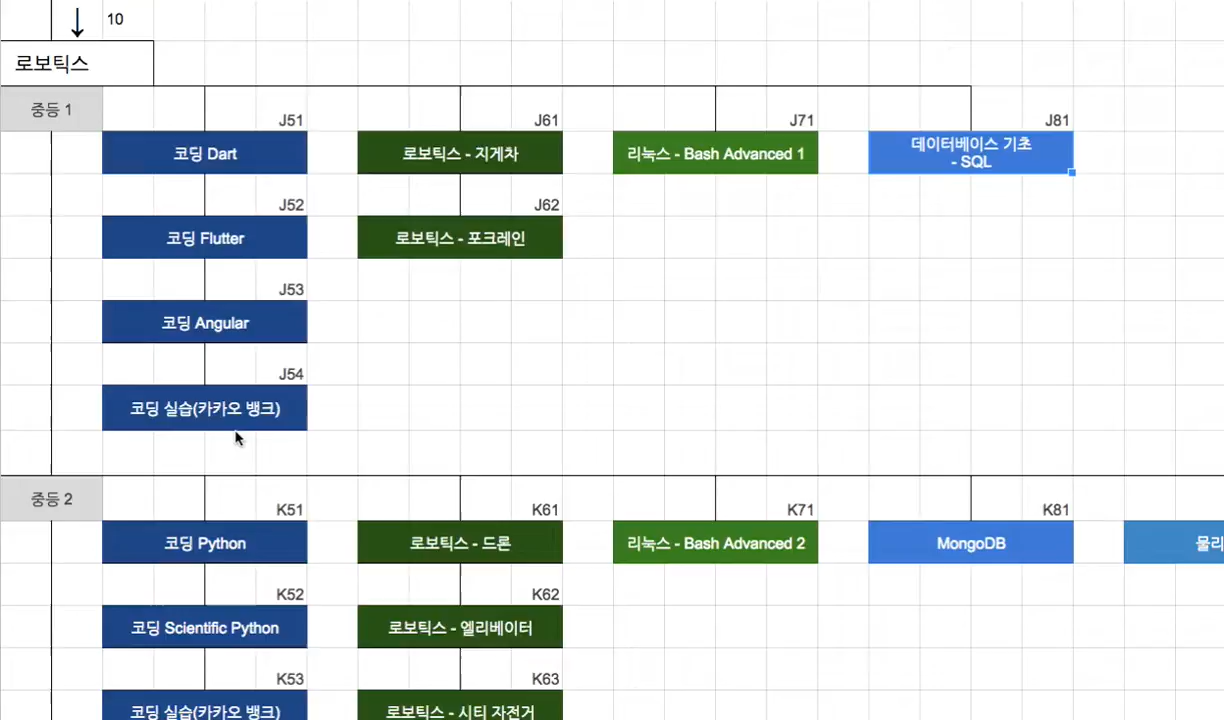 10
로보틱스
중등 1
J51
J61
J71
J81
코딩 Dart
로보틱스 - 지게차
리눅스 - Bash Advanced 1
데이터베이스 기초
- SQL
J52
J62
코딩 Flutter
로보틱스 - 포크레인
J53
코딩 Angular
J54
코딩 실습(카카오 뱅크)
중등 2
K51
K61
K71
K81
코딩 Python
로보틱스 - 드론
리눅스 - Bash Advanced 2
MongoDB
물리
K52
K62
코딩 Scientific Python
로보틱스 - 엘리베이터
K53
K63
코딩 실습(카카오 뱅크)
로보틱스 - 시티 자전거